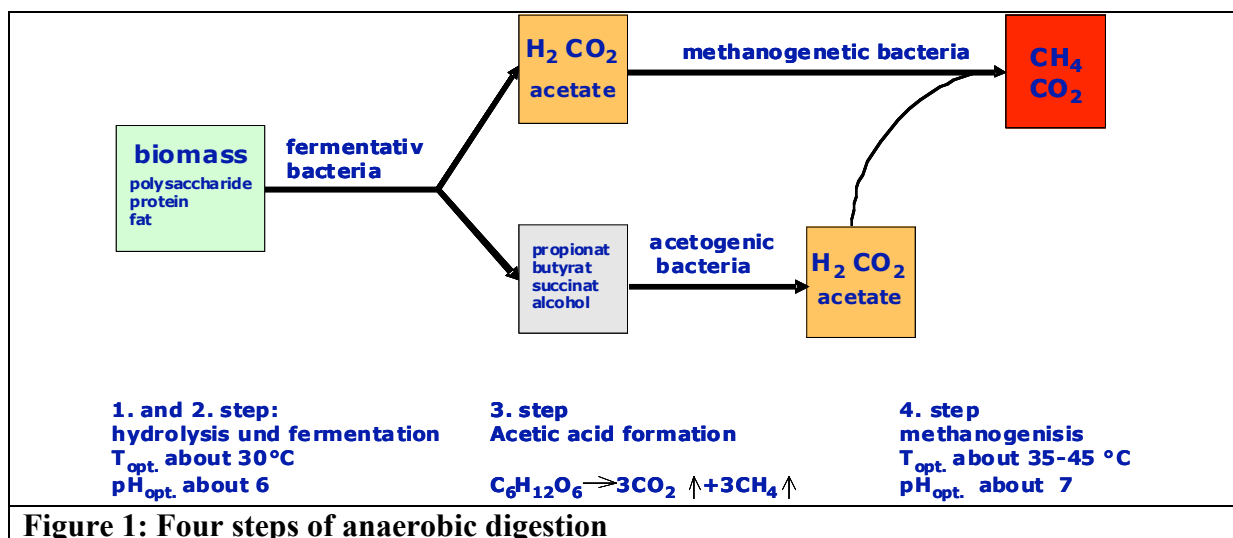 H2 CO2
acetate
methanogenetic bacteria
CH4
CO2
biomass
polysaccharide
protein
fat
fermentativ
bacteria
propionat
butyrat
succinat
alcohol
acetogenic
bacteria
H2 CO2
acetate
1. and 2. step:
hydrolysis und fermentation
Topt. about 30°C
pHopt. about 6
3. step
Acetic acid formation
C6H12O6→3CO2 ↑+3CH4↑
4. step
methanogenisis
Topt. about 35-45 °C
pHopt. about 7
Figure 1: Four steps of anaerobic digestion